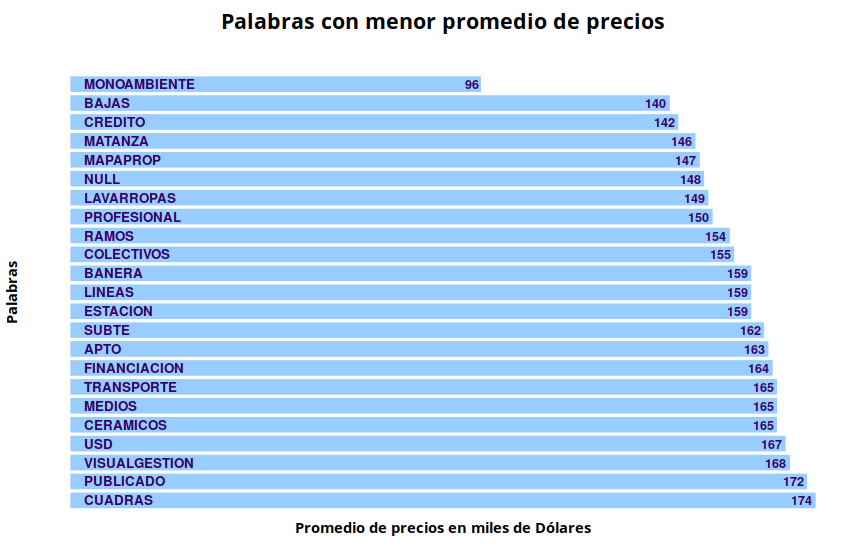 Palabras con menor promedio de precios
MONOAMBIENTE 96
BAJAS 140
CREDITO 142
MATANZA 146
MAPAPROP 147
NULL 148
LAVARROPAS 149
PROFESIONAL 150
RAMOS 154
COLECTIVOS 155
BANERA 159
LINEAS 159
ESTACION 159
SUBTE 162
APTO 163
FINANCIACION 164
TRANSPORTE 165
MEDIOS 165
CERAMICOS 165
USD 167
VISUALGESTION 168
PUBLICADO 172
CUADRAS 174
Palabras
Promedio de precios en miles de Dólares